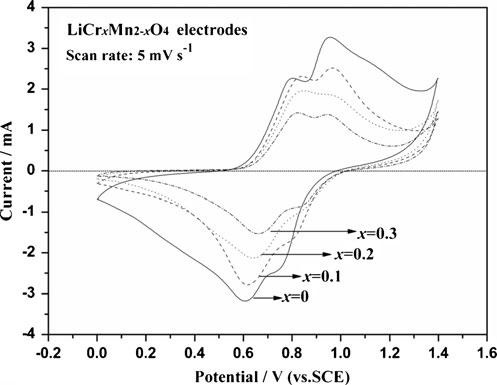 LiCrxMn2-xO4 electrodes
Scan rate: 5 mV s-1
Current / mA
4
3
2
1
0
-1
-2
-3
-4
x=0.3
x=0.2
x=0.1
x=0
-0.2 0.0 0.2 0.4 0.6 0.8 1.0 1.2 1.4 1.6
Potential / V (vs.SCE)